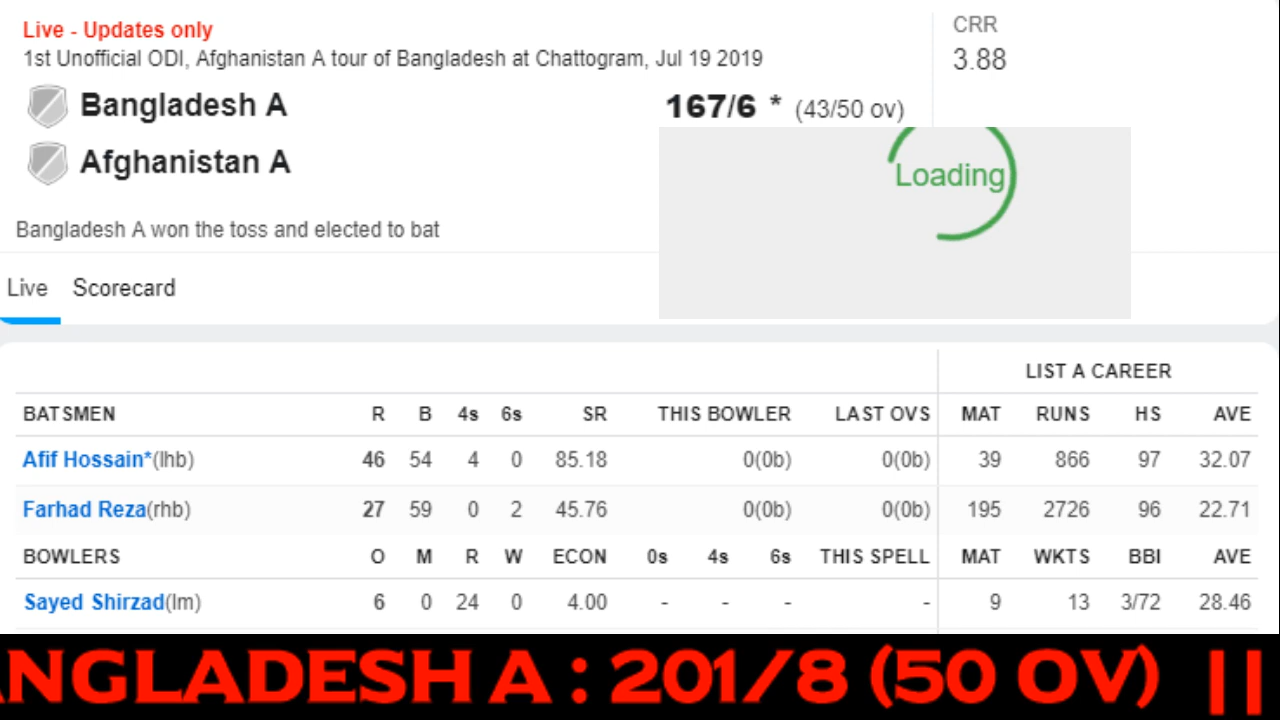 Live - Updates only
CRR
1st Unofficial ODI, Afghanistan A tour of Bangladesh at Chattogram, Jul 19 2019
3.88
Bangladesh A 167/6 * (43/50 ov)
Afghanistan A
Loading
Bangladesh A won the toss and elected to bat
Live Scorecard
LIST A CAREER
BATSMEN R B 4s 6s SR THIS BOWLER LAST OVS MAT RUNS HS AVE
Afif Hossain*(lhb) 46 54 4 0 85.18 0(0b) 0(0b) 39 866 97 32.07
Farhad Reza(rhb) 27 59 0 2 45.76 0(0b) 0(0b) 195 2726 96 22.71
BOWLERS O M R W ECON 0s 4s 6s THIS SPELL MAT WKTS BBI AVE
Sayed Shirzad(lm) 6 0 24 0 4.00 - - - - 9 13 3/72 28.46
ANGLADESH A : 201/8 (50 OV) ||